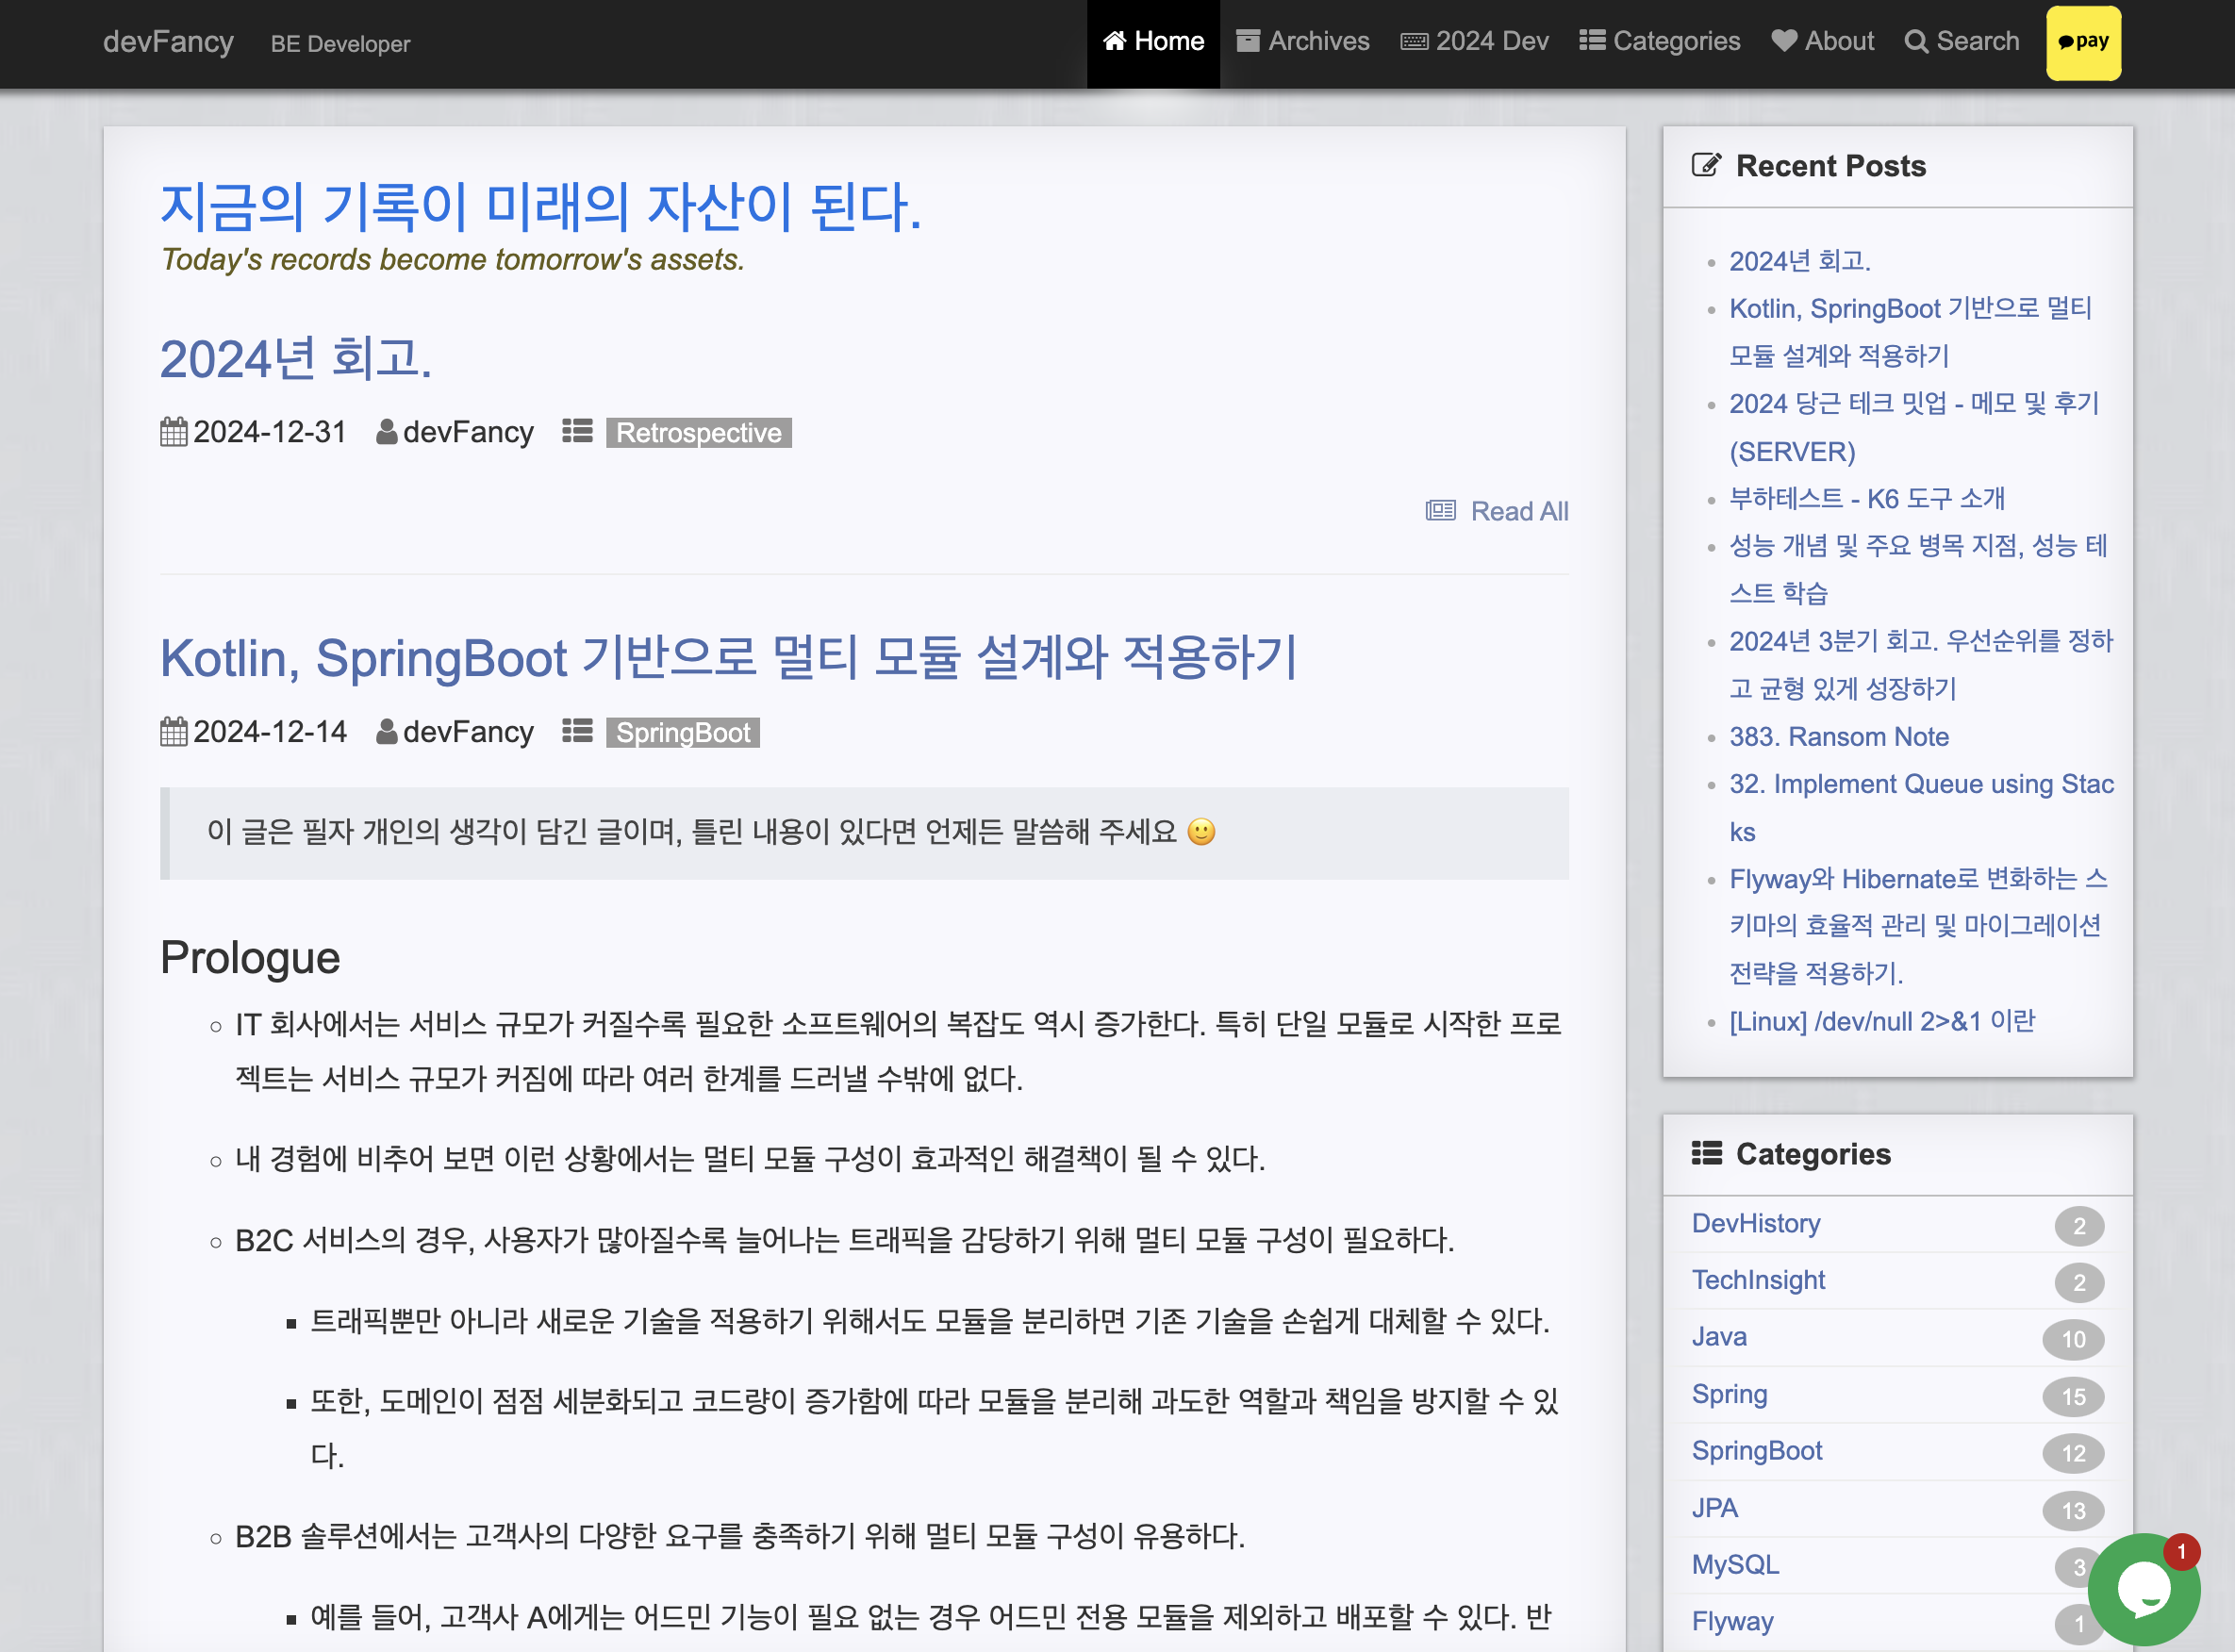 devFancy BE Developer
Home Archives 2024 Dev Categories About Search pay
지금의 기록이 미래의 자산이 된다.
Today's records become tomorrow's assets.
2024년 회고.
2024-12-31 devFancy Retrospective
Read All
Kotlin, SpringBoot 기반으로 멀티 모듈 설계와 적용하기
2024-12-14 devFancy SpringBoot
이 글은 필자 개인의 생각이 담긴 글이며, 틀린 내용이 있다면 언제든 말씀해 주세요 🙂
Prologue
IT 회사에서는 서비스 규모가 커질수록 필요한 소프트웨어의 복잡도 역시 증가한다. 특히 단일 모듈로 시작한 프로
젝트는 서비스 규모가 커짐에 따라 여러 한계를 드러낼 수밖에 없다.
내 경험에 비추어 보면 이런 상황에서는 멀티 모듈 구성이 효과적인 해결책이 될 수 있다.
B2C 서비스의 경우, 사용자가 많아질수록 늘어나는 트래픽을 감당하기 위해 멀티 모듈 구성이 필요하다.
트래픽뿐만 아니라 새로운 기술을 적용하기 위해서도 모듈을 분리하면 기존 기술을 손쉽게 대체할 수 있다.
또한, 도메인이 점점 세분화되고 코드량이 증가함에 따라 모듈을 분리해 과도한 역할과 책임을 방지할 수 있
다.
B2B 솔루션에서는 고객사의 다양한 요구를 충족하기 위해 멀티 모듈 구성이 유용하다.
예를 들어, 고객사 A에게는 어드민 기능이 필요 없는 경우 어드민 전용 모듈을 제외하고 배포할 수 있다. 반
Recent Posts
2024년 회고.
Kotlin, SpringBoot 기반으로 멀티
모듈 설계와 적용하기
2024 당근 테크 밋업 - 메모 및 후기
(SERVER)
부하테스트 - K6 도구 소개
성능 개념 및 주요 병목 지점, 성능 테
스트 학습
2024년 3분기 회고. 우선순위를 정하
고 균형 있게 성장하기
383. Ransom Note
32. Implement Queue using Stac
ks
Flyway와 Hibernate로 변화하는 스
키마의 효율적 관리 및 마이그레이션
전략을 적용하기.
[Linux] /dev/null 2>&1 이란
Categories
DevHistory 2
TechInsight 2
Java 10
Spring 15
SpringBoot 12
JPA 13
MySQL 3
Flyway 1
1